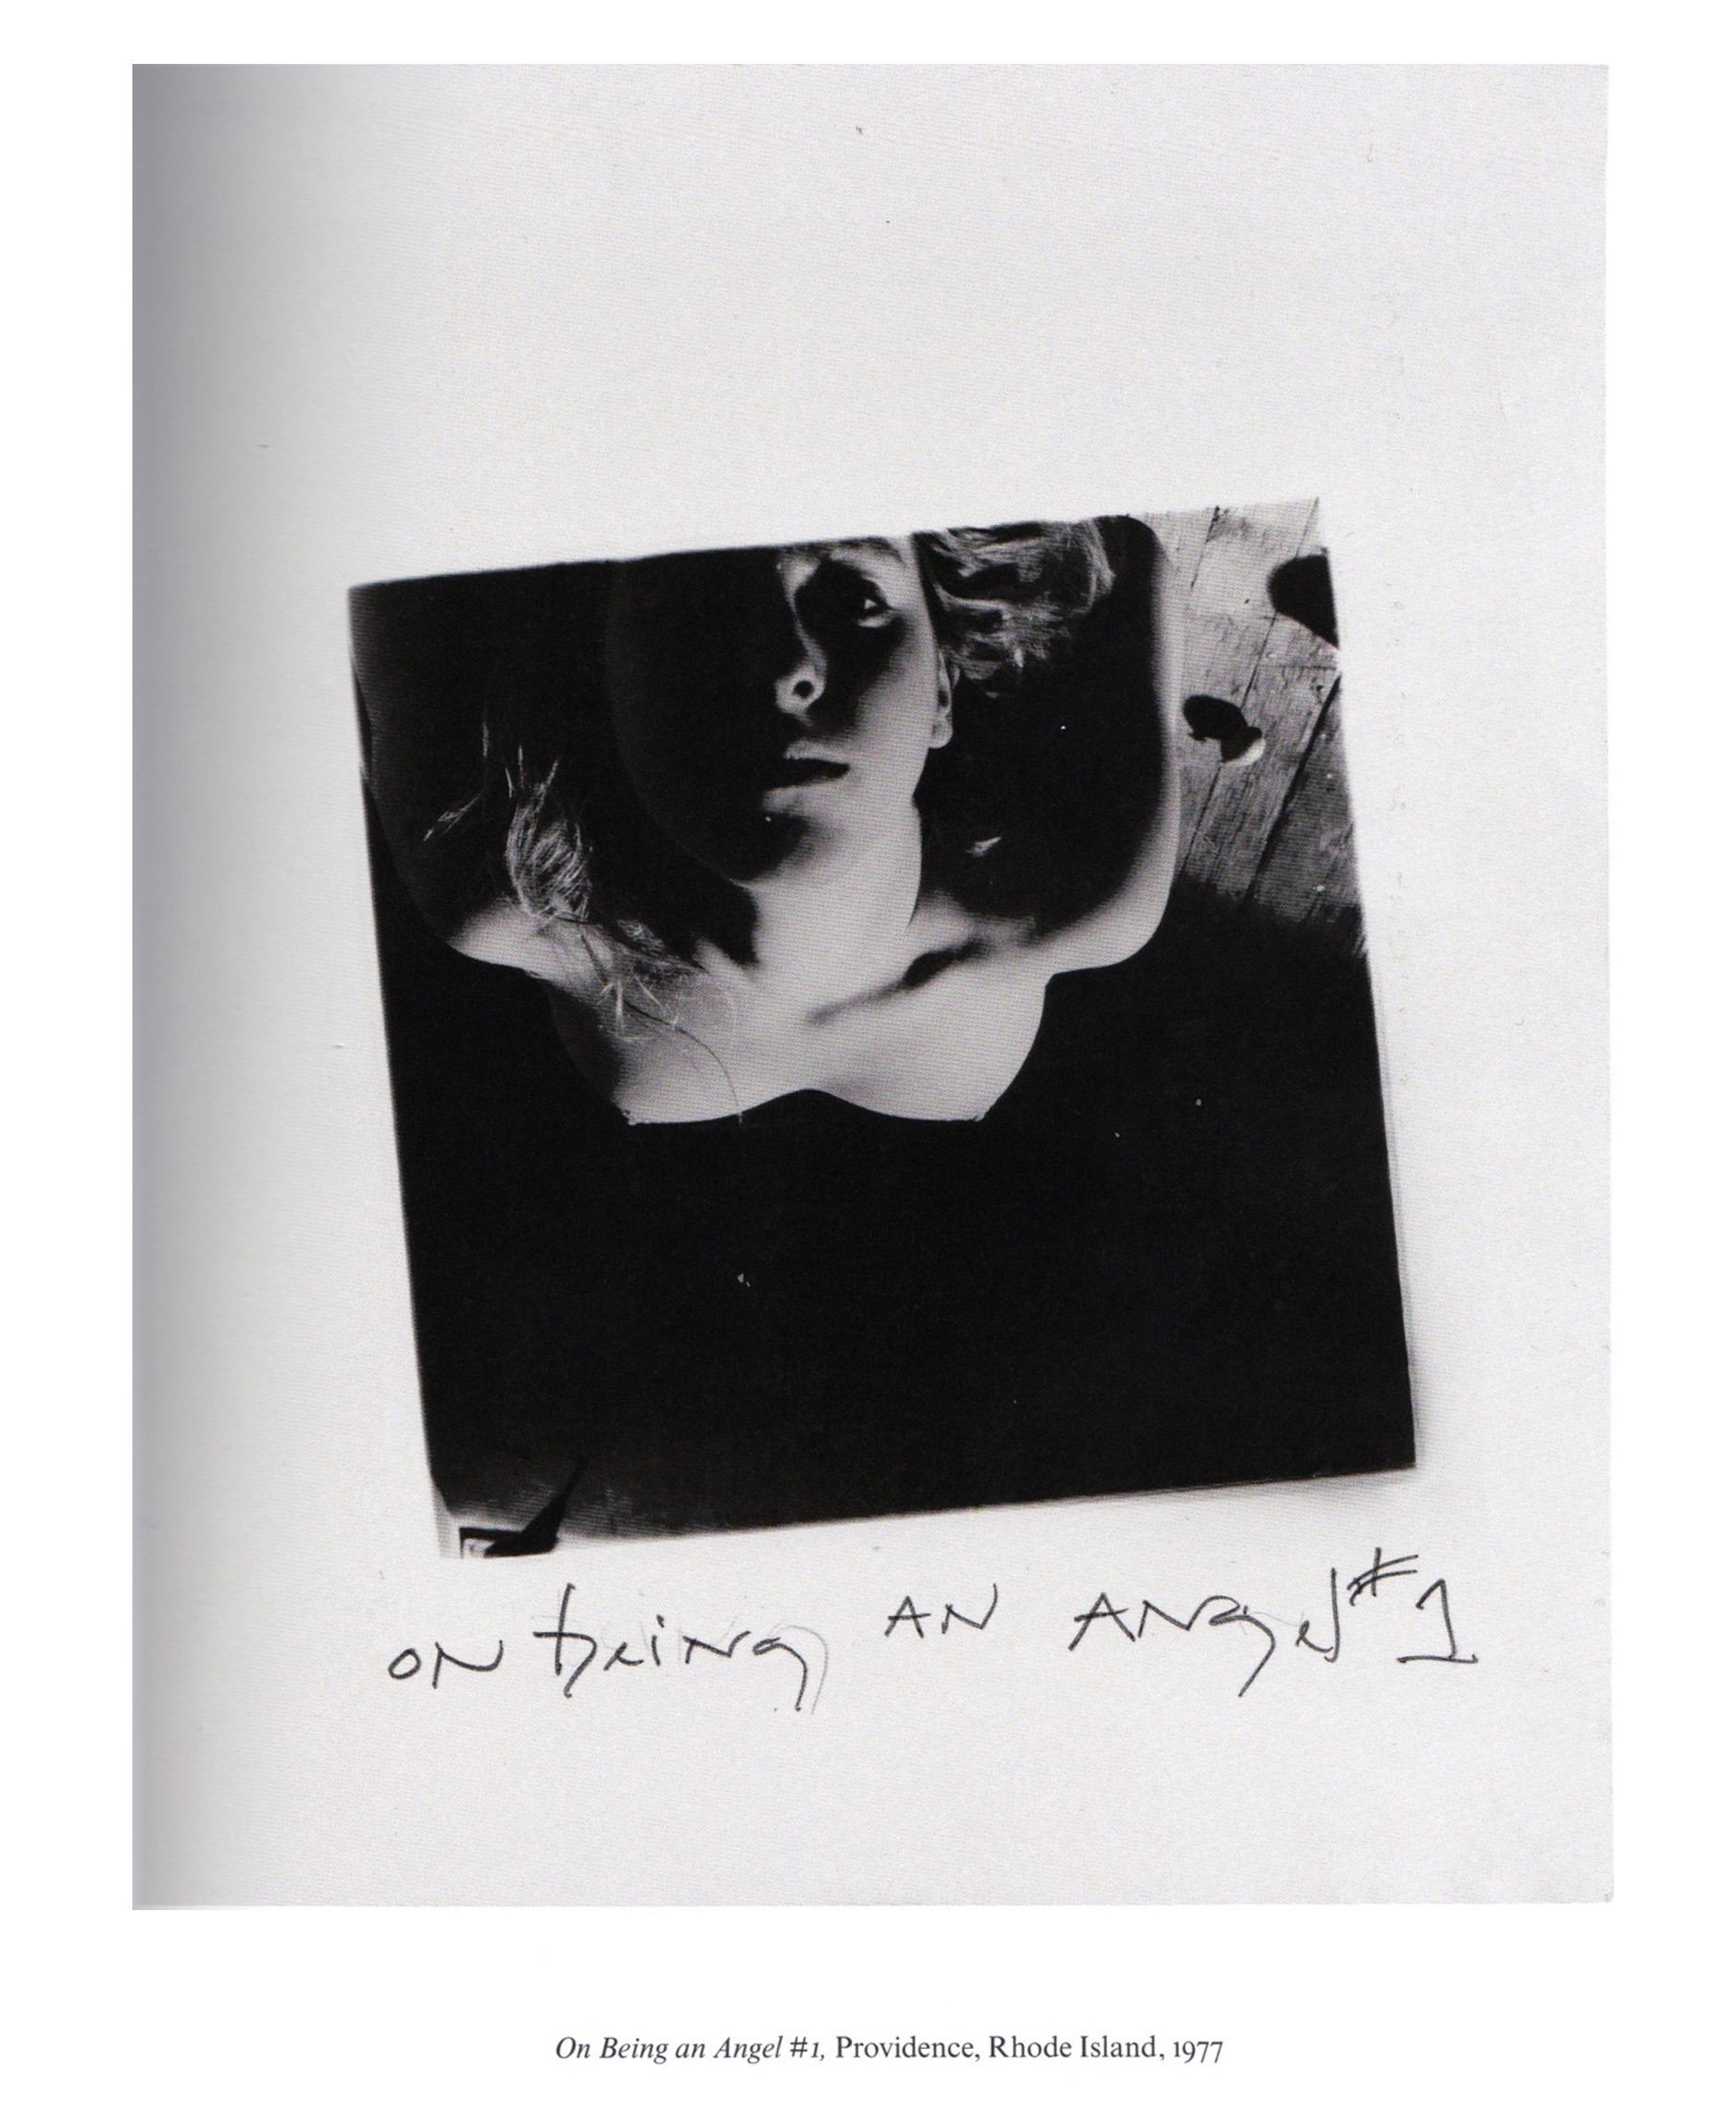 ON being AN ANgel #1
On Being an Angel #1, Providence, Rhode Island, 1977